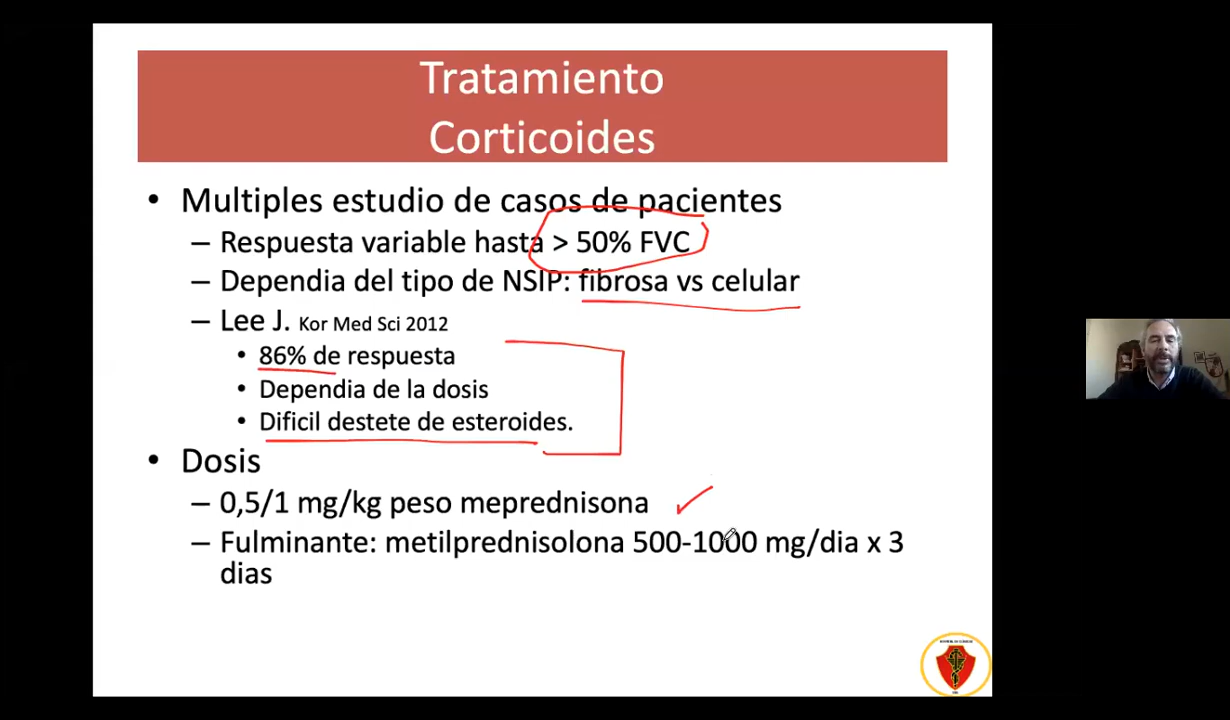 Tratamiento
Corticoides
• Multiples estudio de casos de pacientes
– Respuesta variable hasta > 50% FVC
– Dependia del tipo de NSIP: fibrosa vs celular
– Lee J. Kor Med Sci 2012
• 86% de respuesta
• Dependia de la dosis
• Dificil destete de esteroides.
• Dosis
– 0,5/1 mg/kg peso meprednisona
– Fulminante: metilprednisolona 500-1000 mg/dia x 3
dias